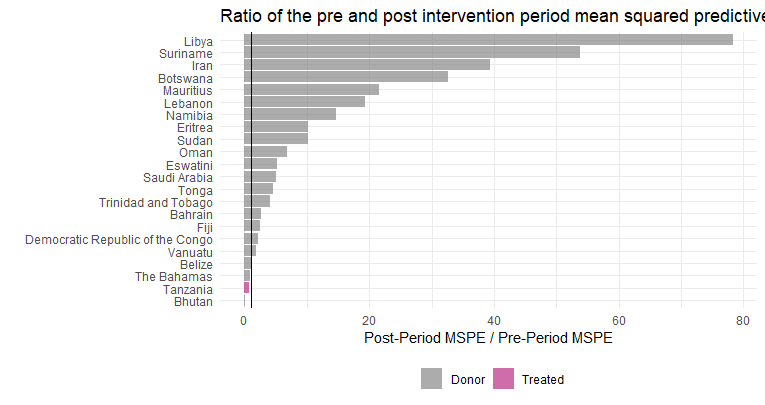 Ratio of the pre and post intervention period mean squared predictive
Libya
Suriname
Iran
Botswana
Mauritius
Lebanon
Namibia
Eritrea
Sudan
Oman
Eswatini
Saudi Arabia
Tonga
Trinidad and Tobago
Bahrain
Fiji
Democratic Republic of the Congo
Vanuatu
Belize
The Bahamas
Tanzania
Bhutan
0 20 40 60 80
Post-Period MSPE / Pre-Period MSPE
Donor Treated